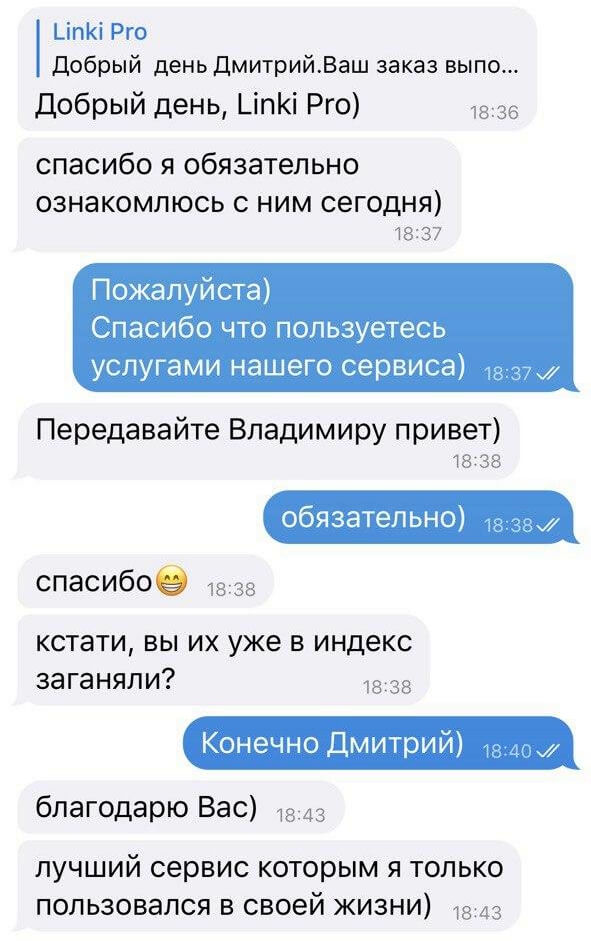 Linki Pro
Добрый день Дмитрий.Ваш заказ выпо...
Добрый день, Linki Pro)
18:36
спасибо я обязательно
ознакомлюсь с ним сегодня)
18:37
Пожалуйста)
Спасибо что пользуетесь
услугами нашего сервиса) 18:37
Передавайте Владимиру привет)
18:38
обязательно) 18:38
спасибо😁 18:38
кстати, вы их уже в индекс
заганяли? 18:38
Конечно Дмитрий) 18:40
благодарю Вас) 18:43
лучший сервис которым я только
пользовался в своей жизни) 18:43